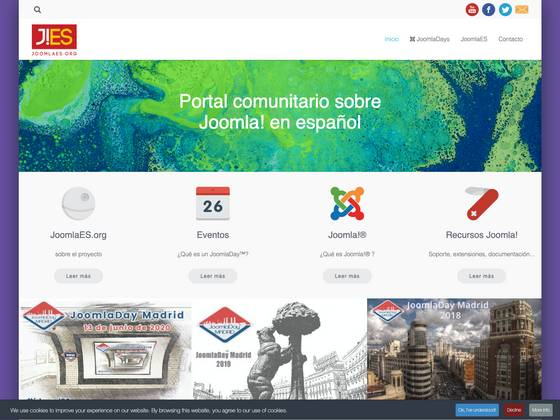 You Tube
J!ES
JOOMLAES.ORG
Inicio
JoomlaDays
JoomlaES
Contacto
Portal comunitario sobre
Joomla! en español
26
JoomlaES.org
Eventos
Joomla!®
Recursos Joomla!
sobre el proyecto
¿Qué es un JoomlaDay™?
¿Qué es Joomla!® ?
Soporte, extensiones, documentación...
Leer más
Leer más
Leer más
Leer más
JoomlaDay Madrid
13 de junio de 2020
JoomlaDay Madrid
2019
JoomlaDay Madrid
2018
We use cookies to improve your experience on our website. By browsing this website, you agree to our use of cookies.
Ok, I've understood!
Decline
More Info